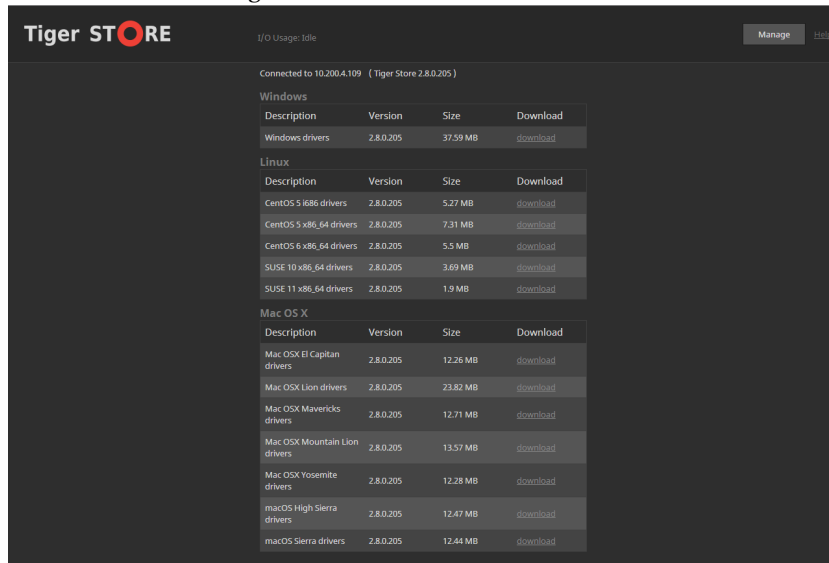 Tiger STORE
I/O Usage: Idle
Manage
Help
Connected to 10.200.4.109 ( Tiger Store 2.8.0.205 )
Windows
Description Version Size Download
Windows drivers 2.8.0.205 37.59 MB download
Linux
Description Version Size Download
CentOS 5 i686 drivers 2.8.0.205 5.27 MB download
CentOS 5 x86_64 drivers 2.8.0.205 7.31 MB download
CentOS 6 x86_64 drivers 2.8.0.205 5.5 MB download
SUSE 10 x86_64 drivers 2.8.0.205 3.69 MB download
SUSE 11 x86_64 drivers 2.8.0.205 1.9 MB download
Mac OS X
Description Version Size Download
Mac OSX El Capitan
drivers 2.8.0.205 12.26 MB download
Mac OSX Lion drivers 2.8.0.205 23.82 MB download
Mac OSX Mavericks
drivers 2.8.0.205 12.71 MB download
Mac OSX Mountain Lion
drivers 2.8.0.205 13.57 MB download
Mac OSX Yosemite
drivers 2.8.0.205 12.28 MB download
macOS High Sierra
drivers 2.8.0.205 12.47 MB download
macOS Sierra drivers 2.8.0.205 12.44 MB download